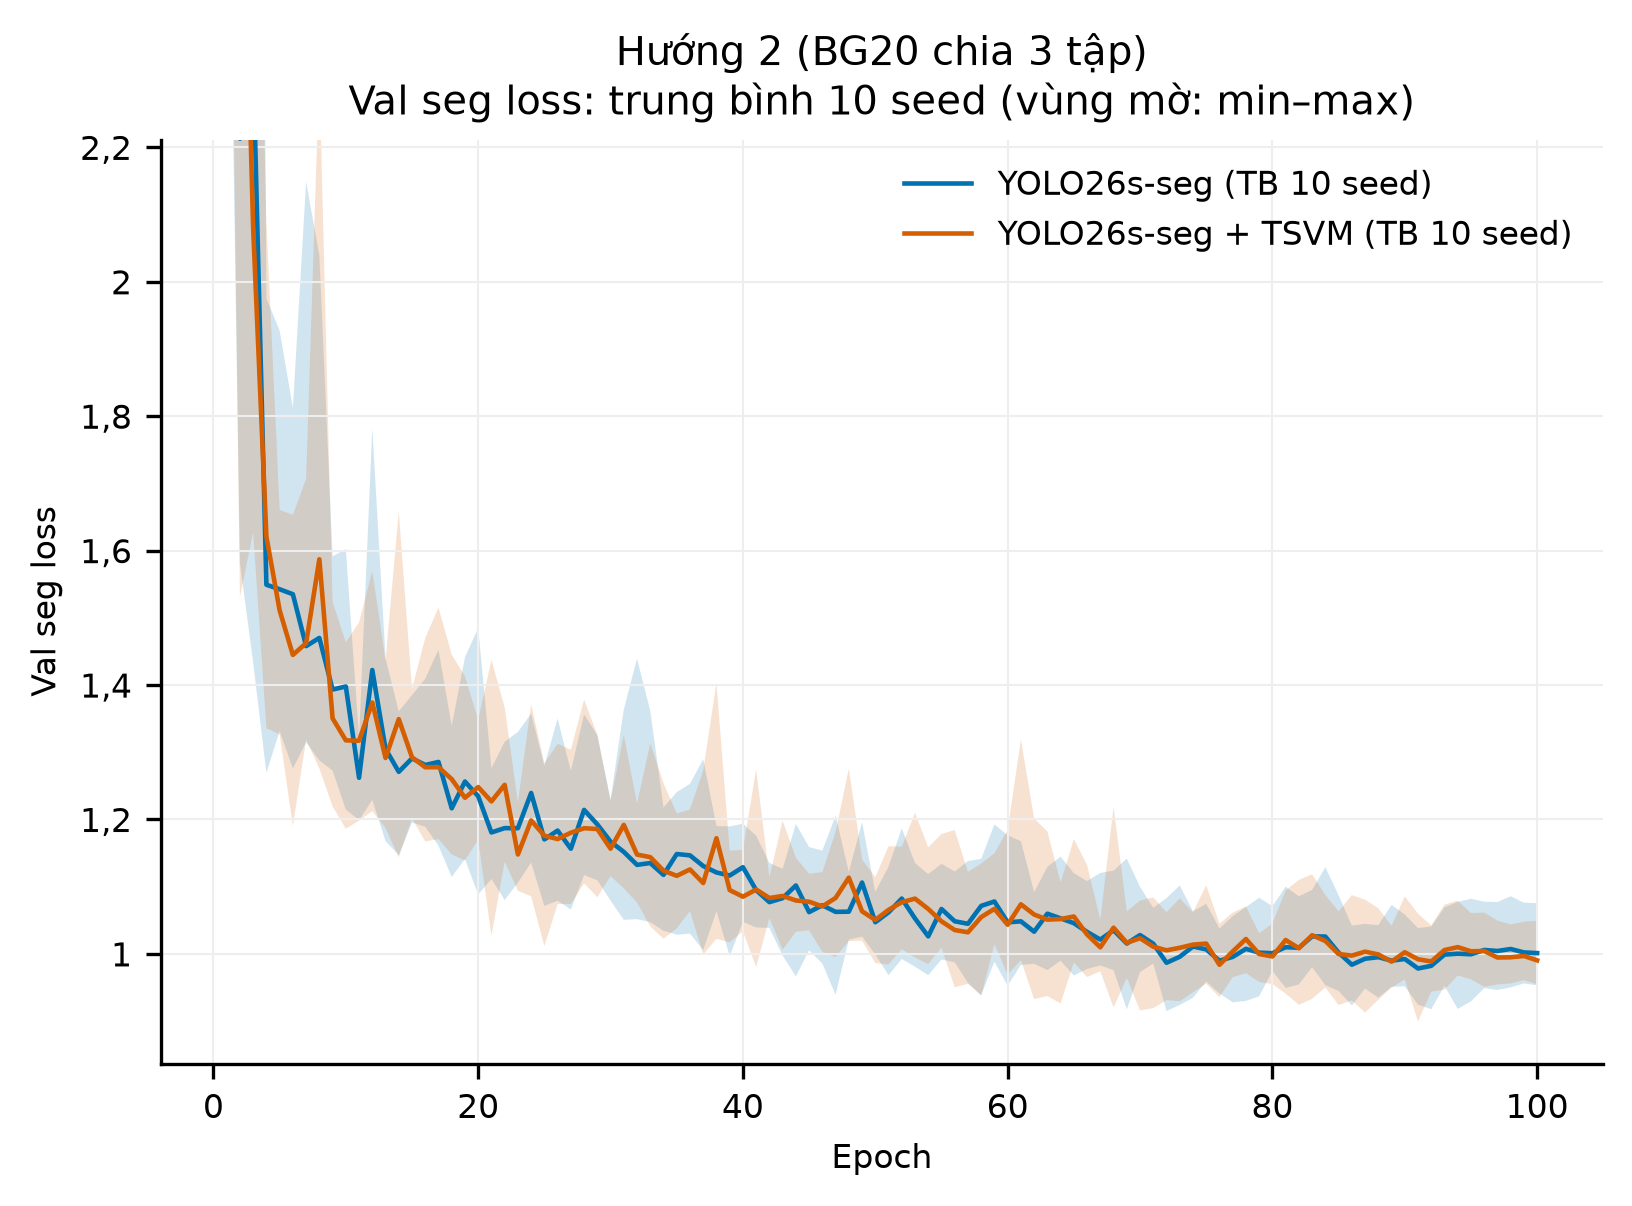 Hướng 2 (BG20 chia 3 tập)
Val seg loss: trung bình 10 seed (vùng mờ: min–max)
YOLO26s-seg (TB 10 seed)
YOLO26s-seg + TSVM (TB 10 seed)
Val seg loss
2,2
2
1,8
1,6
1,4
1,2
1
0 20 40 60 80 100
Epoch